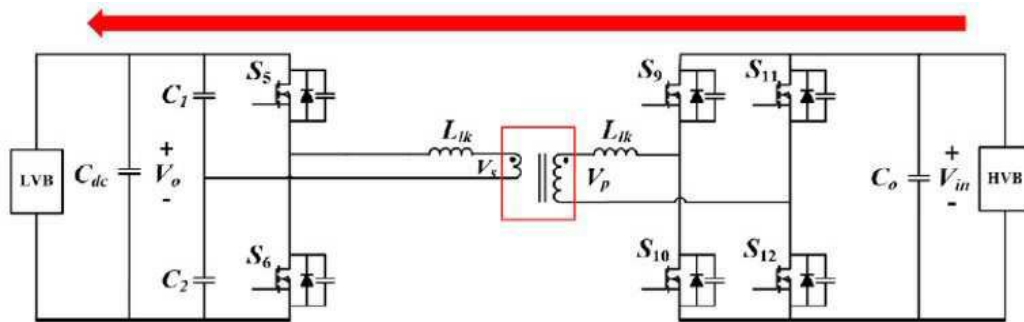 S5
S9
S11
C1
Llk
Llk
LVB
Cdc
+
Vo
-
Vs
Vp
Co
+
Vin
-
HVB
S6
S10
S12
C2